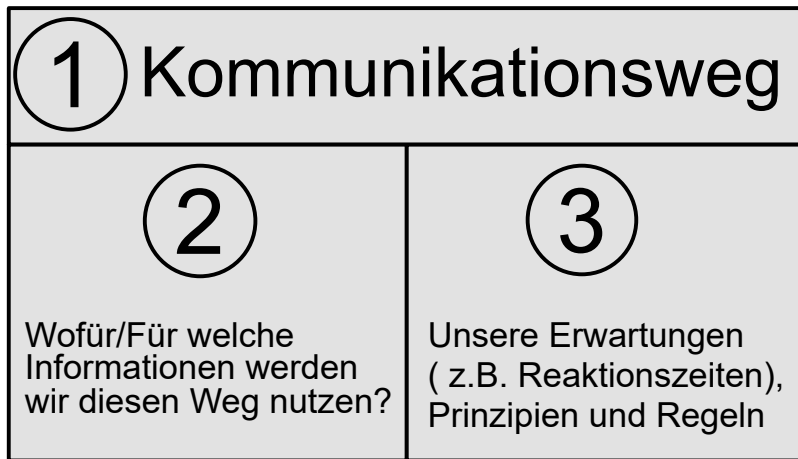 1 Kommunikationsweg
2
Wofür/Für welche
Informationen werden
wir diesen Weg nutzen?
3
Unsere Erwartungen
( z.B. Reaktionszeiten),
Prinzipien und Regeln